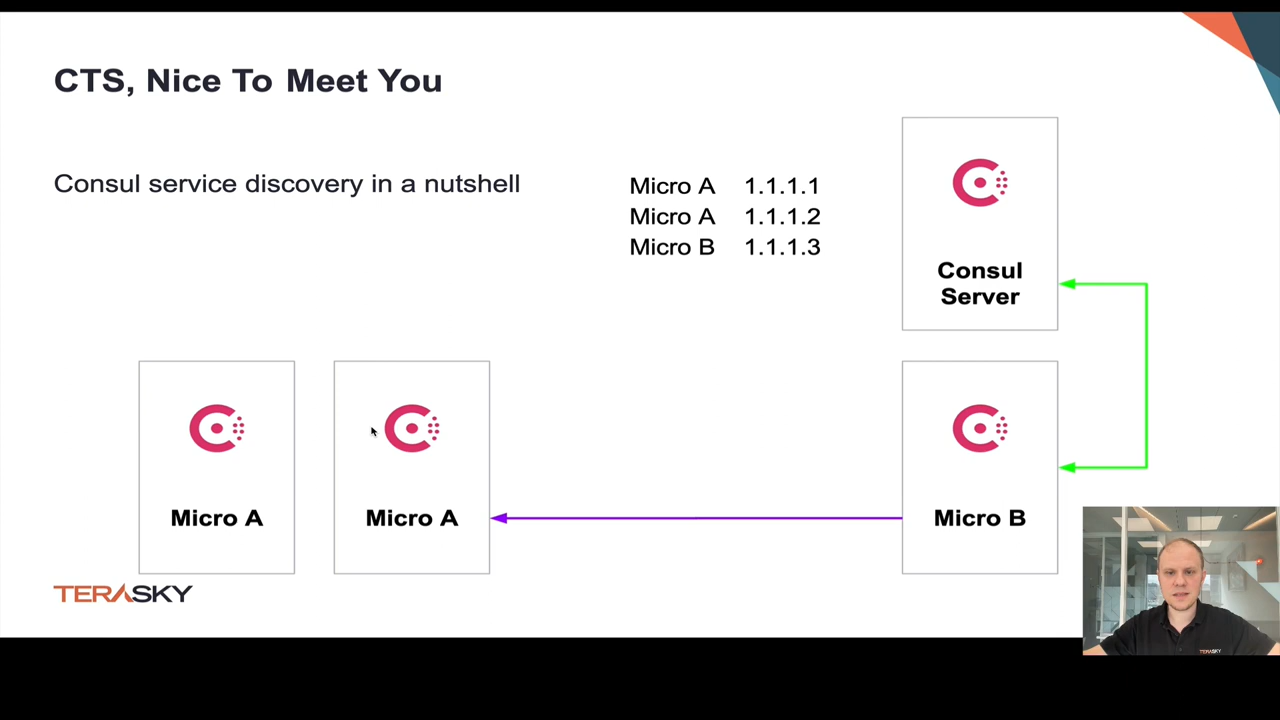 CTS, Nice To Meet You
Consul service discovery in a nutshell
Micro A 1.1.1.1
Micro A 1.1.1.2
Micro B 1.1.1.3
Consul
Server
Micro A
Micro A
Micro B
TERASKY
TERASKY